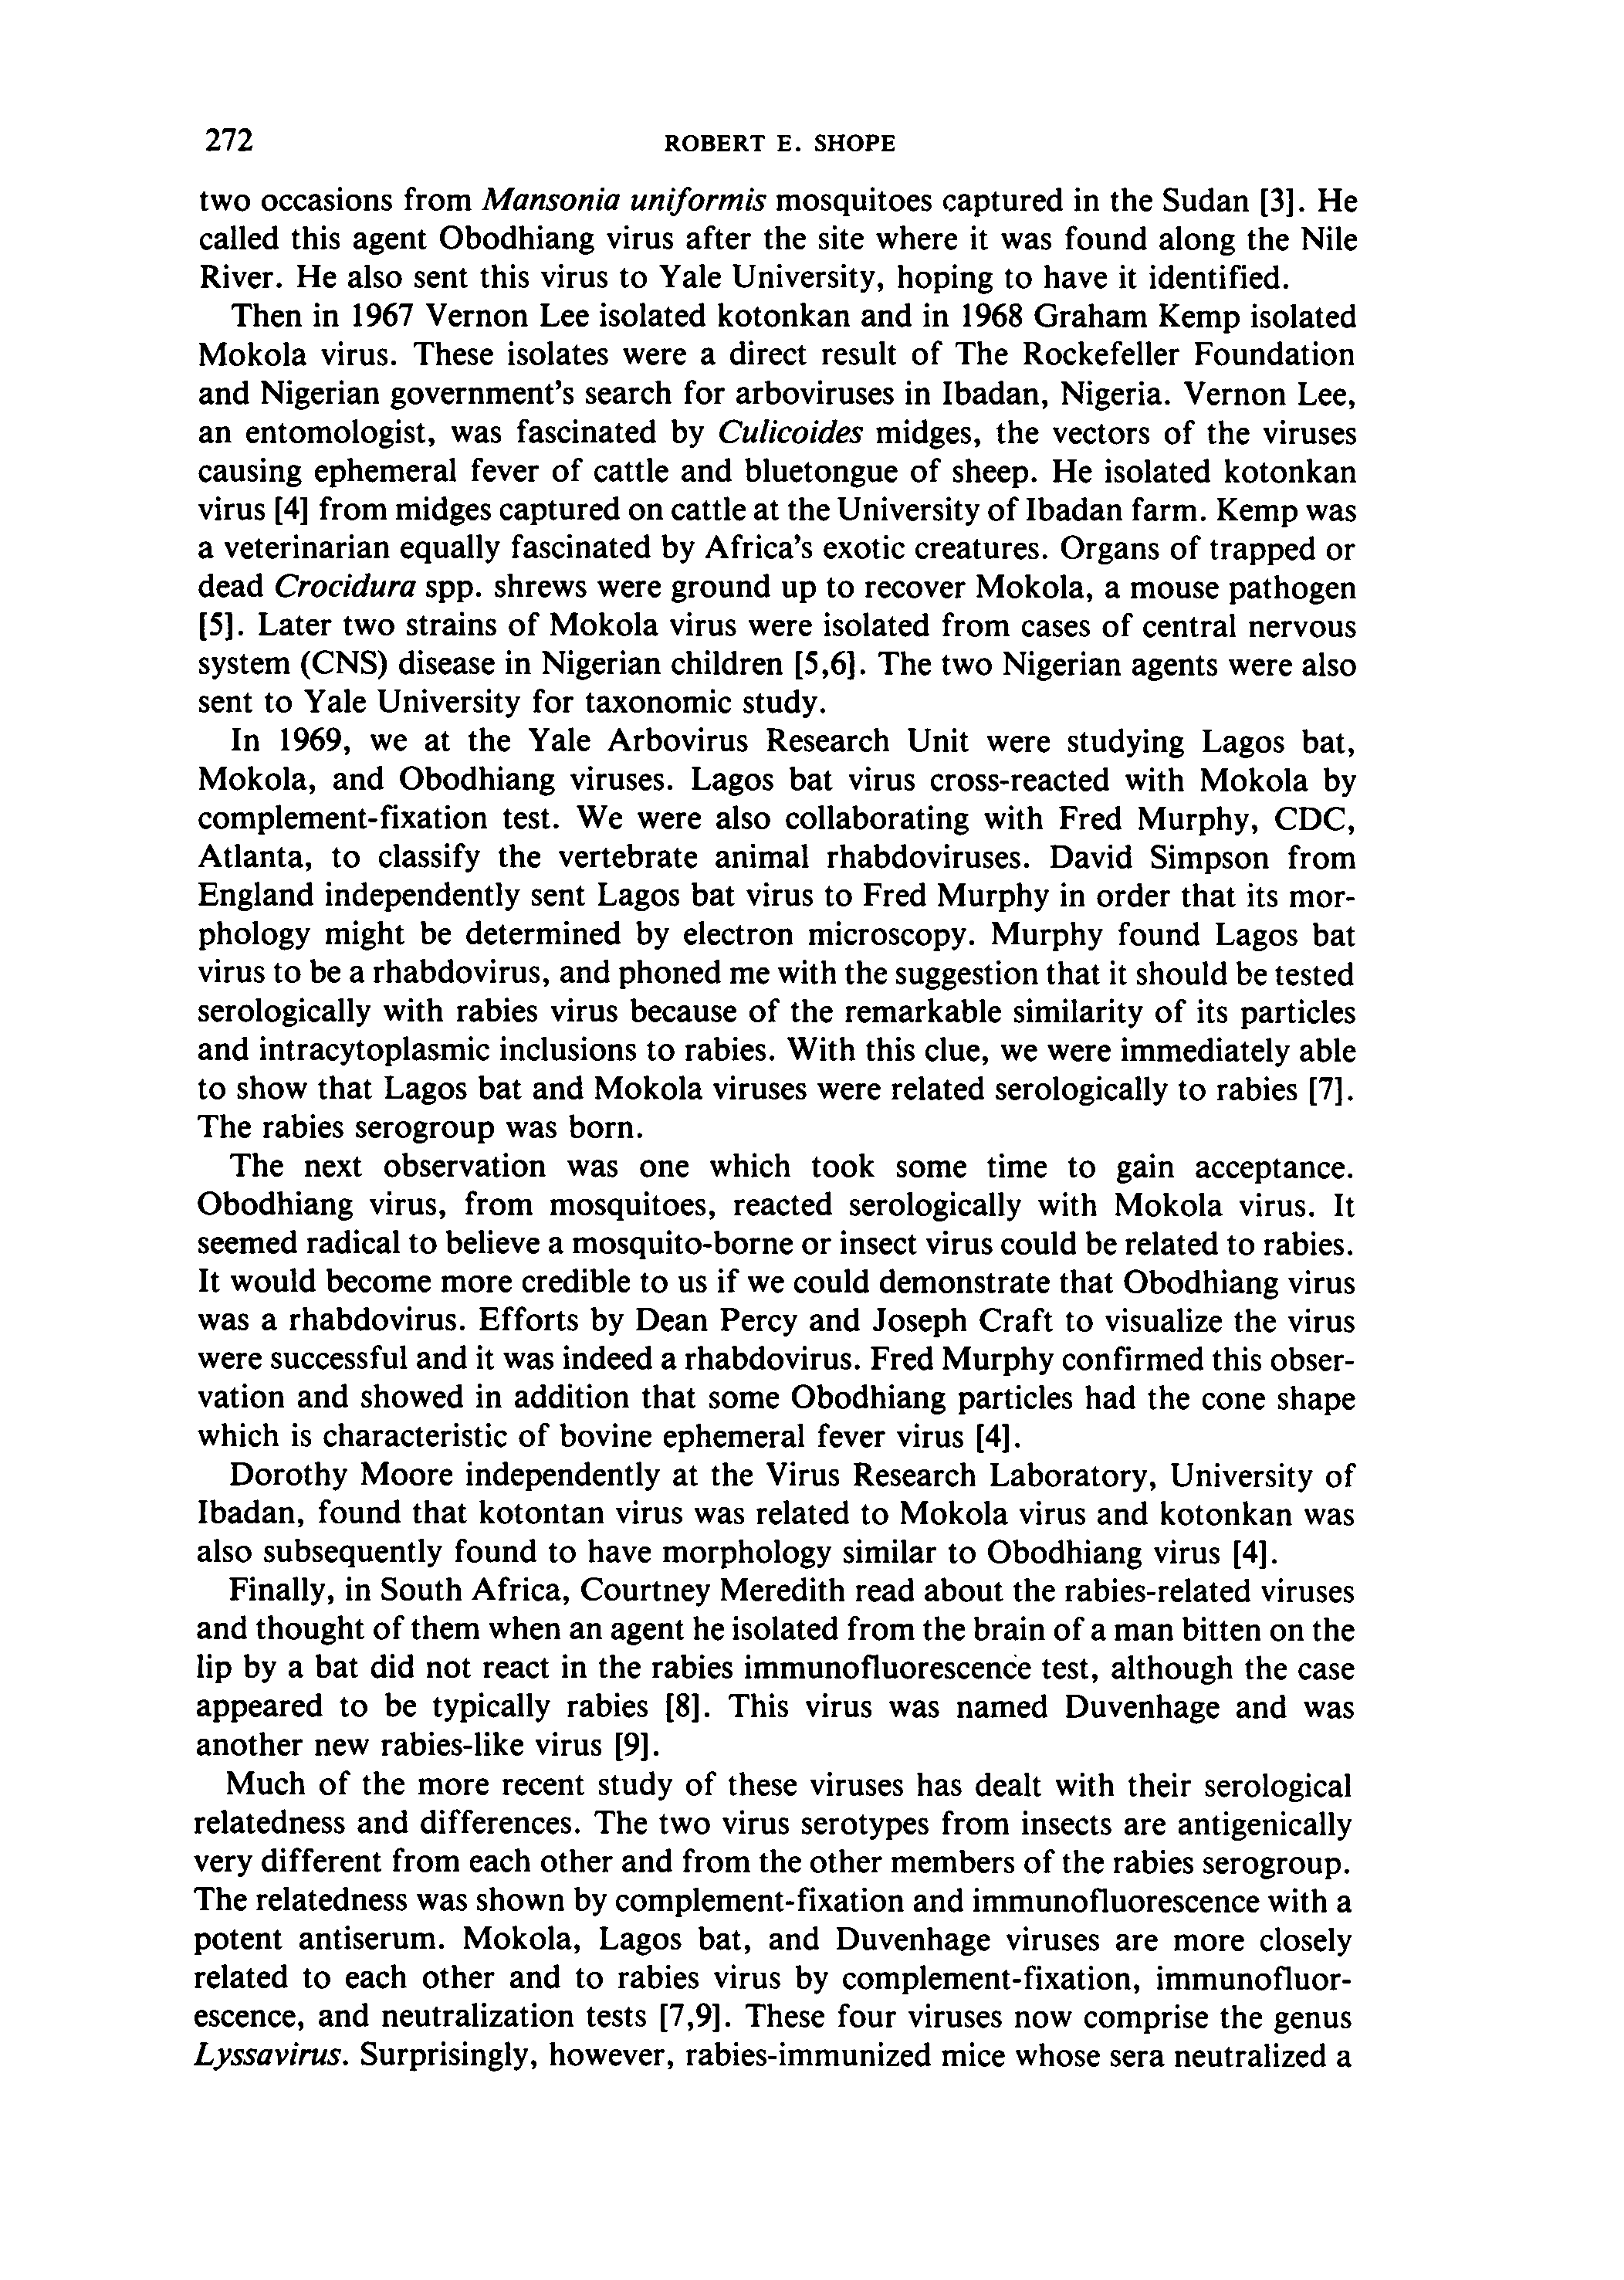 272
ROBERT E. SHOPE
two occasions from Mansonia uniformis mosquitoes captured in the Sudan [3]. He
called this agent Obodhiang virus after the site where it was found along the Nile
River. He also sent this virus to Yale University, hoping to have it identified.
Then in 1967 Vernon Lee isolated kotonkan and in 1968 Graham Kemp isolated
Mokola virus. These isolates were a direct result of The Rockefeller Foundation
and Nigerian government's search for arboviruses in Ibadan, Nigeria. Vernon Lee,
an entomologist, was fascinated by Culicoides midges, the vectors of the viruses
causing ephemeral fever of cattle and bluetongue of sheep. He isolated kotonkan
virus [4] from midges captured on cattle at the University of Ibadan farm. Kemp was
a veterinarian equally fascinated by Africa's exotic creatures. Organs of trapped or
dead Crocidura spp. shrews were ground up to recover Mokola, a mouse pathogen
[5]. Later two strains of Mokola virus were isolated from cases of central nervous
system (CNS) disease in Nigerian children [5,6]. The two Nigerian agents were also
sent to Yale University for taxonomic study.
In 1969, we at the Yale Arbovirus Research Unit were studying Lagos bat,
Mokola, and Obodhiang viruses. Lagos bat virus cross-reacted with Mokola by
complement-fixation test. We were also collaborating with Fred Murphy, CDC,
Atlanta, to classify the vertebrate animal rhabdoviruses. David Simpson from
England independently sent Lagos bat virus to Fred Murphy in order that its mor-
phology might be determined by electron microscopy. Murphy found Lagos bat
virus to be a rhabdovirus, and phoned me with the suggestion that it should be tested
serologically with rabies virus because of the remarkable similarity of its particles
and intracytoplasmic inclusions to rabies. With this clue, we were immediately able
to show that Lagos bat and Mokola viruses were related serologically to rabies [7].
The rabies serogroup was born.
The next observation was one which took some time to gain acceptance.
Obodhiang virus, from mosquitoes, reacted serologically with Mokola virus. It
seemed radical to believe a mosquito-borne or insect virus could be related to rabies.
It would become more credible to us if we could demonstrate that Obodhiang virus
was a rhabdovirus. Efforts by Dean Percy and Joseph Craft to visualize the virus
were successful and it was indeed a rhabdovirus. Fred Murphy confirmed this obser-
vation and showed in addition that some Obodhiang particles had the cone shape
which is characteristic of bovine ephemeral fever virus [4].
Dorothy Moore independently at the Virus Research Laboratory, University of
Ibadan, found that kotontan virus was related to Mokola virus and kotonkan was
also subsequently found to have morphology similar to Obodhiang virus [4].
Finally, in South Africa, Courtney Meredith read about the rabies-related viruses
and thought of them when an agent he isolated from the brain of a man bitten on the
lip by a bat did not react in the rabies immunofluorescence test, although the case
appeared to be typically rabies [8]. This virus was named Duvenhage and was
another new rabies-like virus [9].
Much of the more recent study of these viruses has dealt with their serological
relatedness and differences. The two virus serotypes from insects are antigenically
very different from each other and from the other members of the rabies serogroup.
The relatedness was shown by complement-fixation and immunofluorescence with a
potent antiserum. Mokola, Lagos bat, and Duvenhage viruses are more closely
related to each other and to rabies virus by complement-fixation, immunofluor-
escence, and neutralization tests [7,9]. These four viruses now comprise the genus
Lyssavirus. Surprisingly, however, rabies-immunized mice whose sera neutralized a